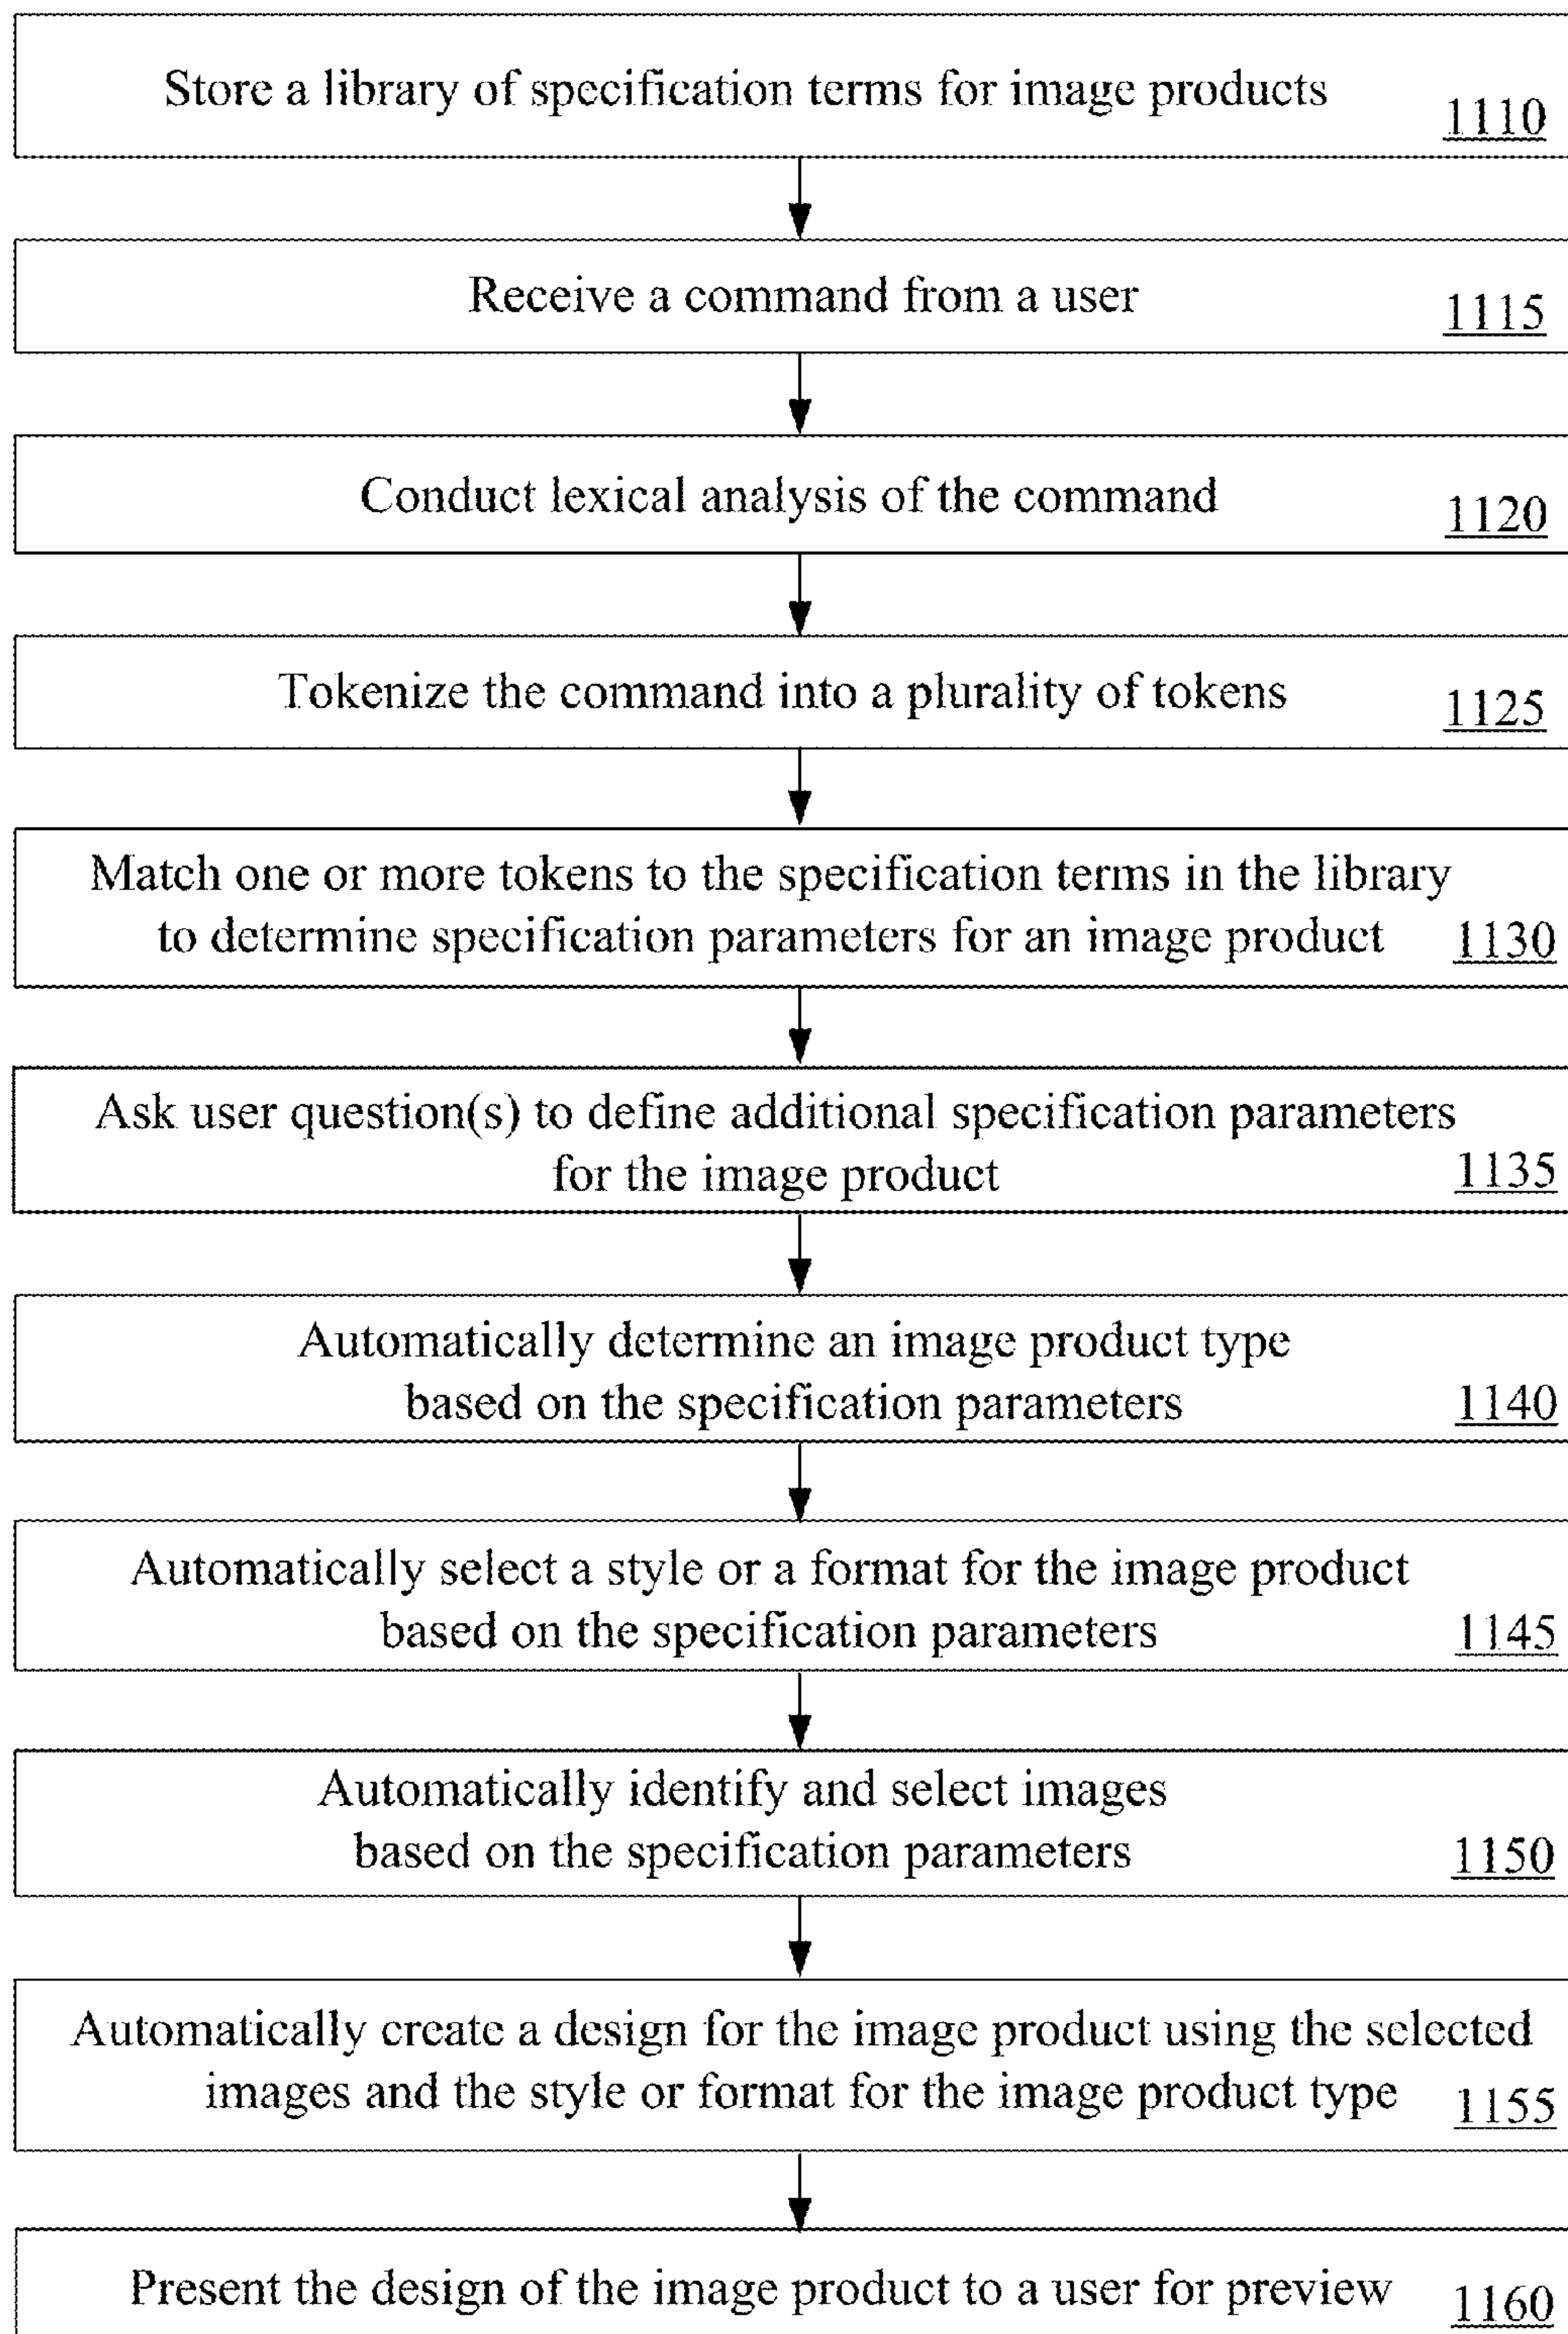 Store a library of specification terms for image products
1110
Receive a command from a user
1115
Conduct lexical analysis of the command
1120
Tokenize the command into a plurality of tokens
1125
Match one or more tokens to the specification terms in the library
to determine specification parameters for an image product
1130
Ask user question(s) to define additional specification parameters
for the image product
1135
Automatically determine an image product type
based on the specification parameters
1140
Automatically select a style or a format for the image product
based on the specification parameters
1145
Automatically identify and select images
based on the specification parameters
1150
Automatically create a design for the image product using the selected
images and the style or format for the image product type
1155
Present the design of the image product to a user for preview
1160